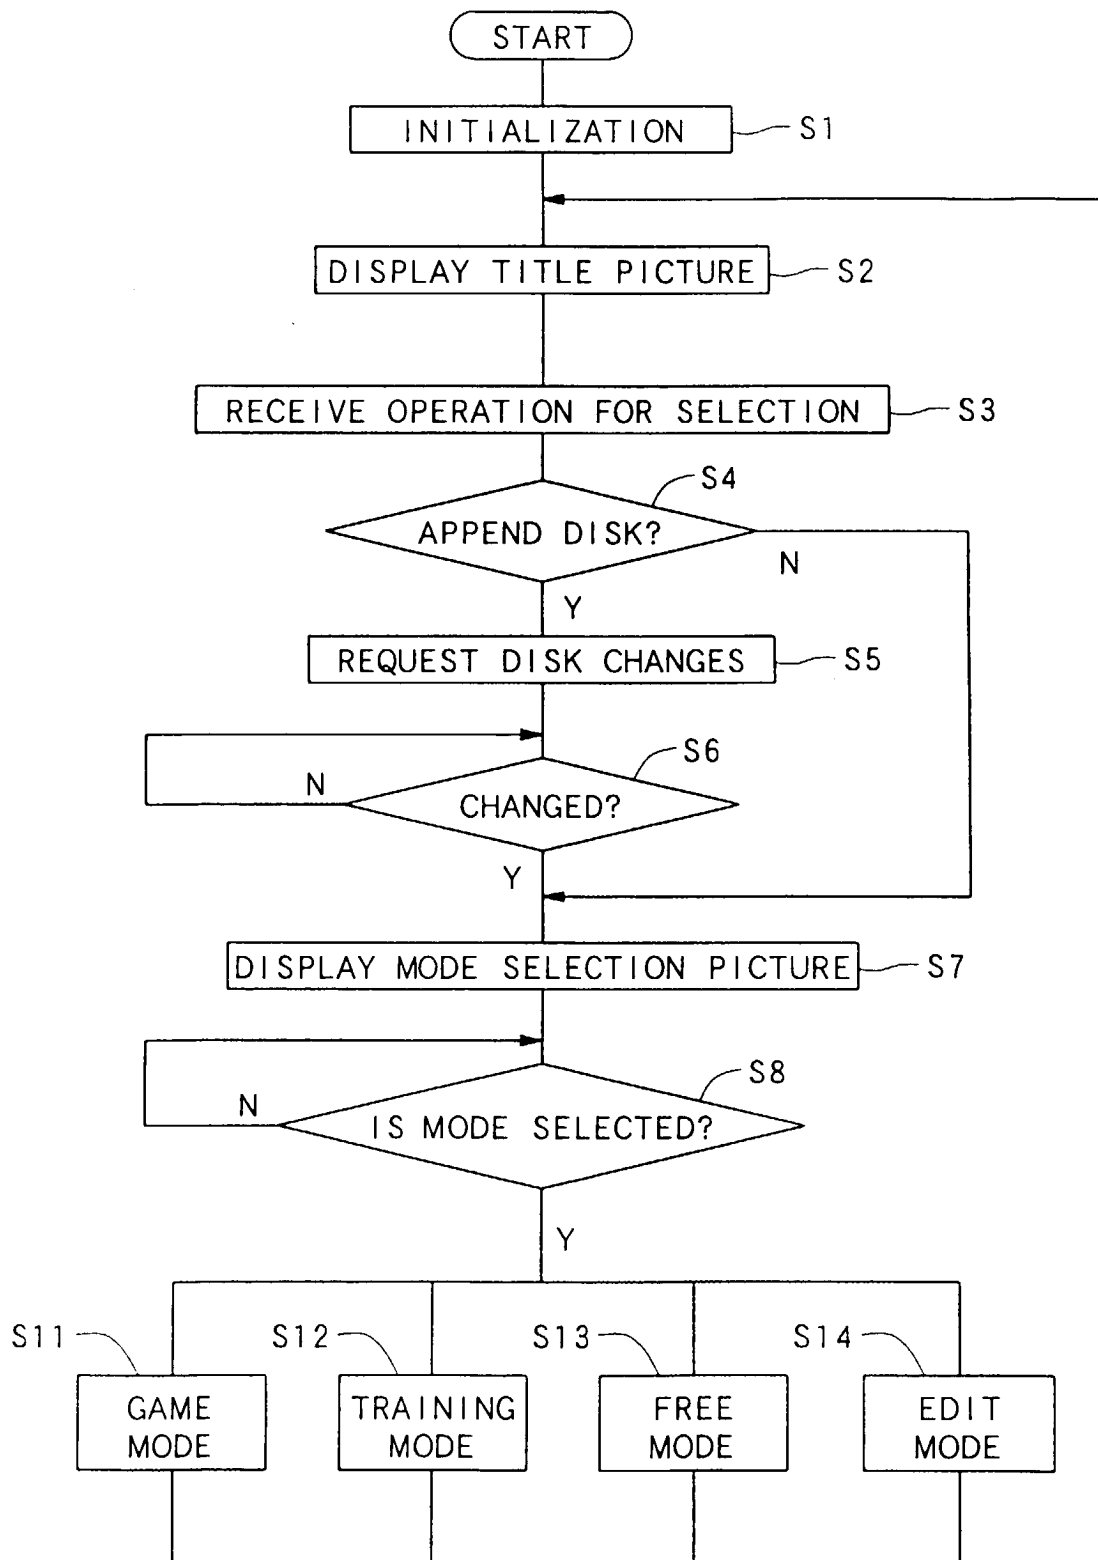 START
INITIALIZATION
S1
DISPLAY TITLE PICTURE
S2
RECEIVE OPERATION FOR SELECTION
S3
S4
APPEND DISK?
N
Y
REQUEST DISK CHANGES
S5
S6
N
CHANGED?
Y
DISPLAY MODE SELECTION PICTURE
S7
S8
N
IS MODE SELECTED?
Y
S11
S12
S13
S14
GAME
MODE
TRAINING
MODE
FREE
MODE
EDIT
MODE